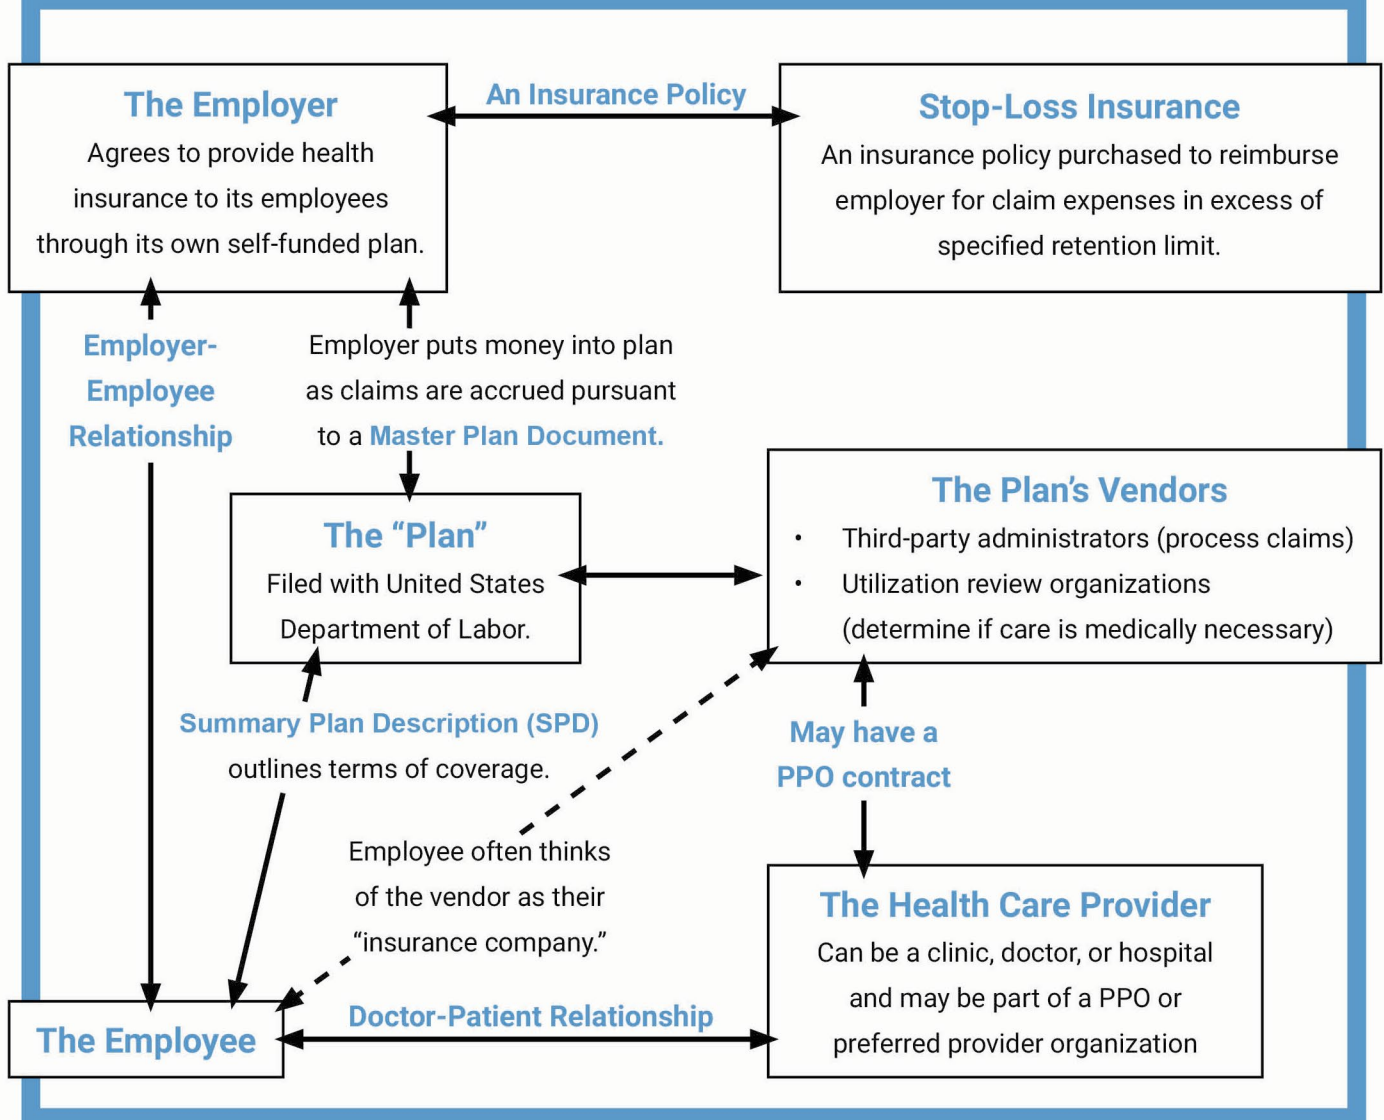 The Employer
Agrees to provide health
insurance to its employees
through its own self-funded plan.
An Insurance Policy
Stop-Loss Insurance
An insurance policy purchased to reimburse
employer for claim expenses in excess of
specified retention limit.
Employer-
Employee
Relationship
Employer puts money into plan
as claims are accrued pursuant
to a Master Plan Document.
The “Plan”
Filed with United States
Department of Labor.
The Plan’s Vendors
• Third-party administrators (process claims)
• Utilization review organizations
(determine if care is medically necessary)
Summary Plan Description (SPD)
outlines terms of coverage.
May have a
PPO contract
Employee often thinks
of the vendor as their
“insurance company.”
The Health Care Provider
Can be a clinic, doctor, or hospital
and may be part of a PPO or
preferred provider organization
The Employee
Doctor-Patient Relationship